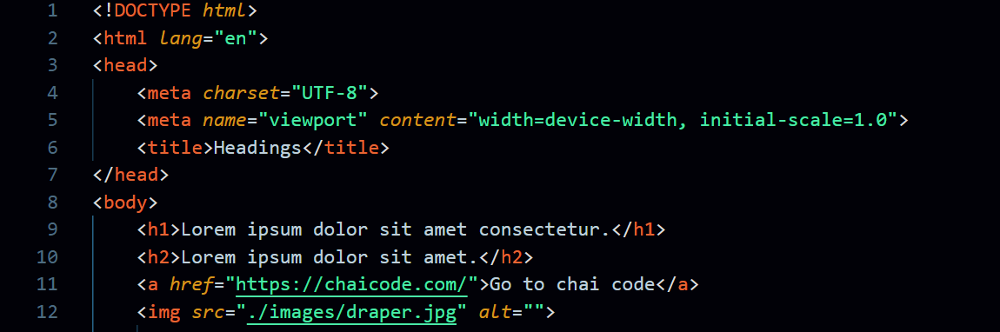 1 <!DOCTYPE html>
2 <html lang="en">
3 <head>
4     <meta charset="UTF-8">
5     <meta name="viewport" content="width=device-width, initial-scale=1.0">
6     <title>Headings</title>
7 </head>
8 <body>
9     <h1>Lorem ipsum dolor sit amet consectetur.</h1>
10     <h2>Lorem ipsum dolor sit amet.</h2>
11     <a href="https://chaicode.com/">Go to chai code</a>
12     <img src="./images/draper.jpg" alt="">